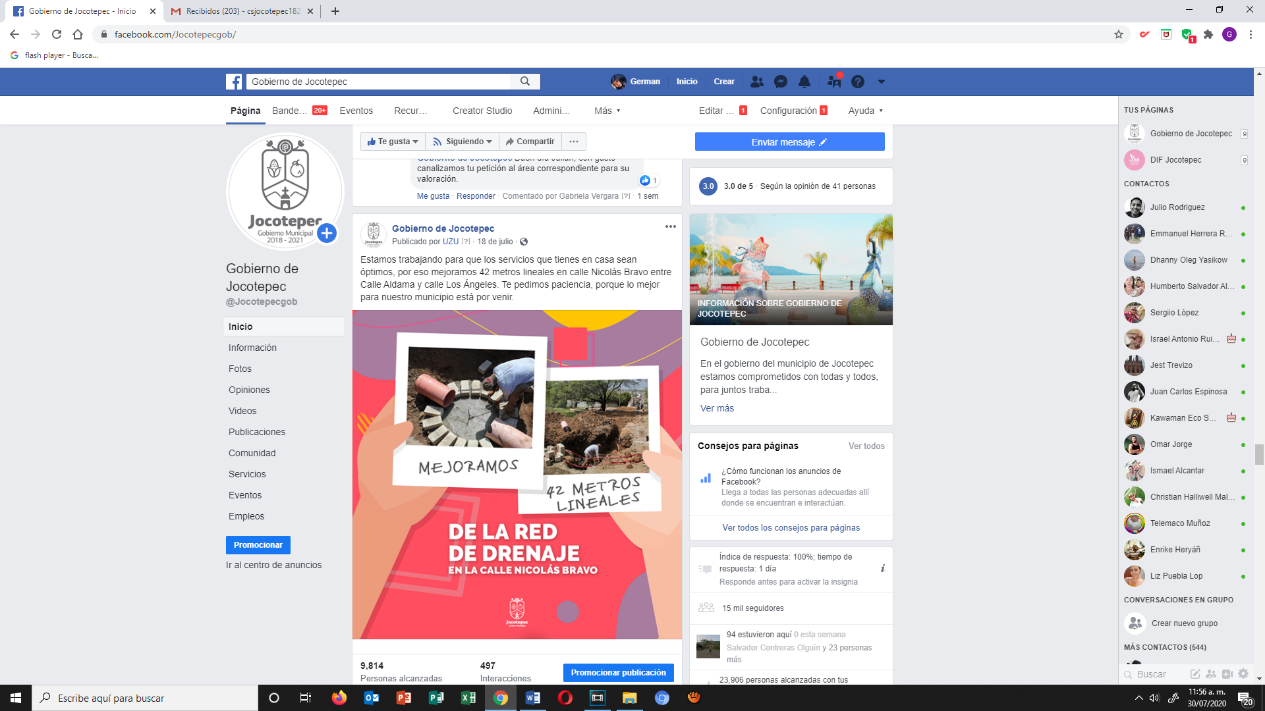 Gobierno de Jocotepec - Inicio
Recibidos (203) - csjocotepec182
facebook.com/Jocotepecgob/
flash player - Busca...
Gobierno de Jocotepec
German
Inicio
Crear
Página
Bande... 20+
Eventos
Recur...
Creator Studio
Admini...
Más
Editar ... 1
Configuración 1
Ayuda
Te gusta
Siguiendo
Compartir
...
Enviar mensaje
canalizamos tu petición al área correspondiente para su
valoración.
1
Me gusta · Responder · Comentado por Gabriela Vergara [?] · 1 sem
Jocotepec
Gobierno Municipal
2018 - 2021
Gobierno de
Jocotepec
@Jocotepecgob
Inicio
Información
Fotos
Opiniones
Videos
Publicaciones
Comunidad
Servicios
Eventos
Empleos
Promocionar
Ir al centro de anuncios
Gobierno de Jocotepec
Publicado por UZU [?] · 18 de julio ·
Estamos trabajando para que los servicios que tienes en casa sean
óptimos, por eso mejoramos 42 metros lineales en calle Nicolás Bravo entre
Calle Aldama y calle Los Ángeles. Te pedimos paciencia, porque lo mejor
para nuestro municipio está por venir.
MEJORAMOS
42 METROS
LINEALES
DE LA RED
DE DRENAJE
EN LA CALLE NICOLÁS BRAVO
Jocotepec
9,814
Personas alcanzadas
497
Interacciones
Promocionar publicación
3.0
3.0 de 5 · Según la opinión de 41 personas
INFORMACIÓN SOBRE GOBIERNO DE
JOCOTEPEC
Gobierno de Jocotepec
En el gobierno del municipio de Jocotepec
estamos comprometidos con todas y todos,
para juntos traba...
Ver más
Consejos para páginas
Ver todos
¿Cómo funcionan los anuncios de
Facebook?
Llega a todas las personas adecuadas allí
donde se encuentran e interactúan.
Ver todos los consejos para páginas
Índice de respuesta: 100%; tiempo de
respuesta: 1 día
Responde antes para activar la insignia
15 mil seguidores
94 estuvieron aquí 0 esta semana
Salvador Contreras Olguín y 23 personas
más
23,906 personas alcanzadas con tus
TUS PÁGINAS
Gobierno de Jocotepec 9
DIF Jocotepec
CONTACTOS
Julio Rodriguez
Emmanuel Herrera R...
Dhanny Oleg Yasikow
Humberto Salvador Al...
Sergiio López
Israel Antonio Rui...
Jest Trevizo
Juan Carlos Espinosa
Kawaman Eco S...
Omar Jorge
Ismael Alcantar
Christian Halliwell Mal...
Telemaco Muñoz
Enrike Heryáñ
Liz Puebla Lop
CONVERSACIONES EN GRUPO
Crear nuevo grupo
MÁS CONTACTOS (544)
Buscar
Escribe aquí para buscar
11:56 a. m.
30/07/2020
20